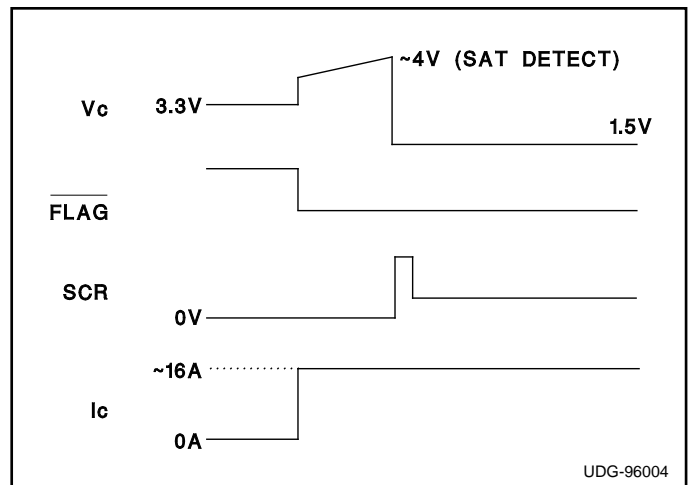 ~4V (SAT DETECT)
Vc 3.3V
1.5V
FLAG
SCR
0V
~16A
Ic
0A
UDG-96004